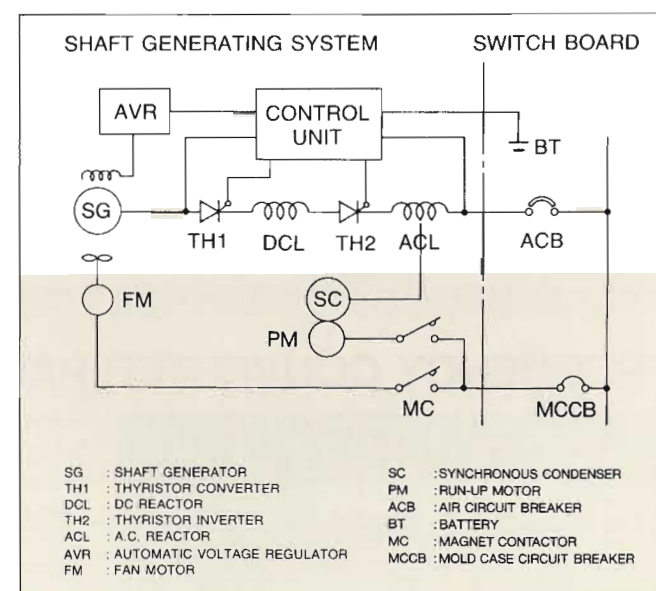 SHAFT GENERATING SYSTEM
SWITCH BOARD
AVR
CONTROL
UNIT
BT
SG
TH1
DCL
TH2
ACL
ACB
FM
SC
PM
MC
MCCB
SG : SHAFT GENERATOR
TH1 : THYRISTOR CONVERTER
DCL : DC REACTOR
TH2 : THYRISTOR INVERTER
ACL : A.C. REACTOR
AVR : AUTOMATIC VOLTAGE REGULATOR
FM : FAN MOTOR
SC :SYNCHRONOUS CONDENSER
PM :RUN-UP MOTOR
ACB :AIR CIRCUIT BREAKER
BT :BATTERY
MC :MAGNET CONTACTOR
MCCB :MOLD CASE CIRCUIT BREAKER